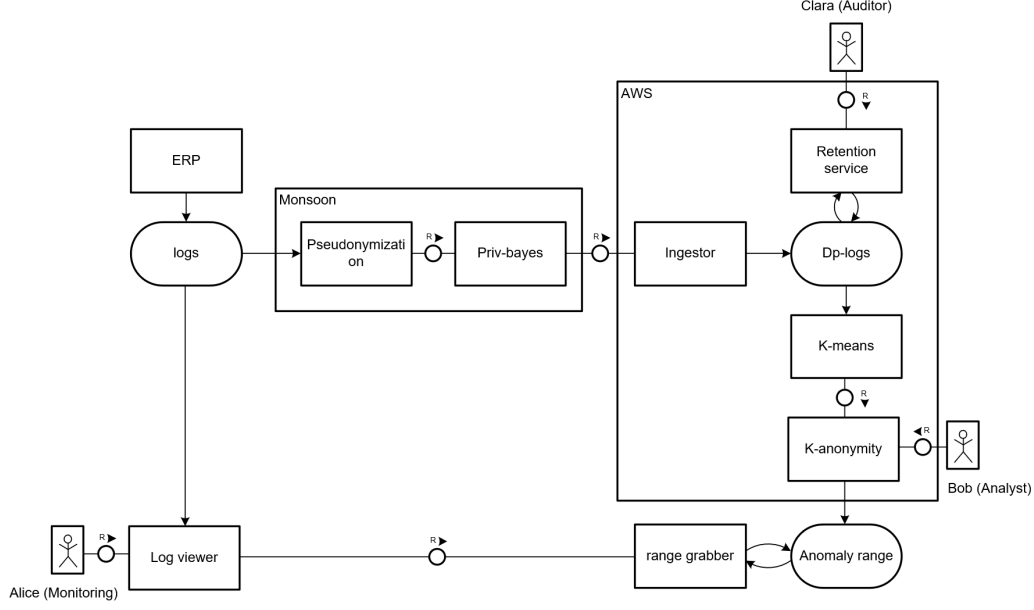 Clara (Auditor)
AWS
R
Retention
service
ERP
Monsoon
logs
Pseudonymizati
on
R
Priv-bayes
R
Ingestor
Dp-logs
K-means
R
K-anonymity
R
Bob (Analyst)
R
Log viewer
R
range grabber
Anomaly range
Alice (Monitoring)